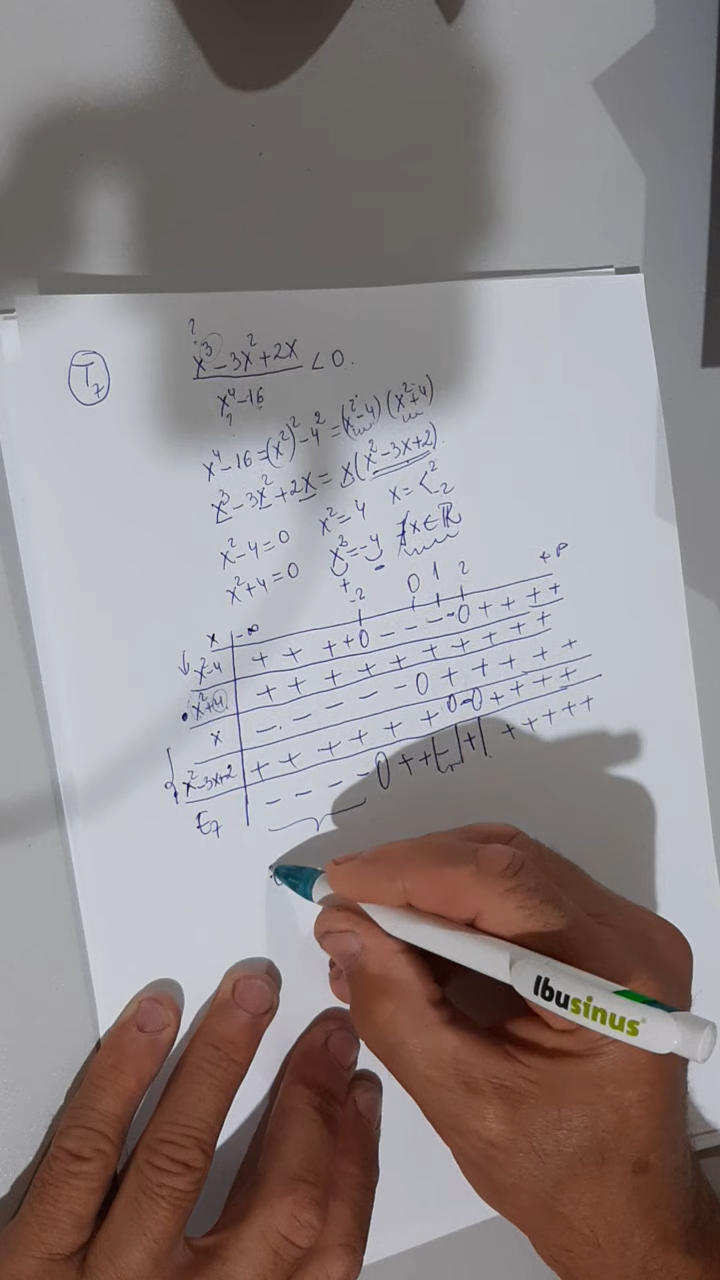 ?
T₇
x³-3x²+2x < 0.
x⁴-16
?
x⁴-16=(x²)²-4²=(x²-4)(x²+4)
x³-3x²+2x=x(x²-3x+2)
x²-4=0 x²=4 x=< 2 -2
x²+4=0 x²=-4 x∈ℝ
+
-2 0 1 2
x -∞ +∞
x²-4 + + + + 0 - - - - 0 + + + +
x²+4 + + + + + + + + + +
x - - - - - - 0 + + + + +
x²-3x+2 + + + + + + + 0 - 0 + + + +
E₇ - - - - 0 + + [-] + | + + + + +
Ibusinus